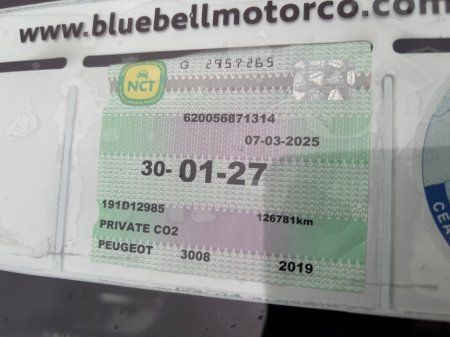 www.bluebellmotorco.com
G 2957265
NCT
620056871314
07-03-2025
30-01-27
191D12985
126781km
PRIVATE CO2
PEUGEOT 3008 2019
CEA